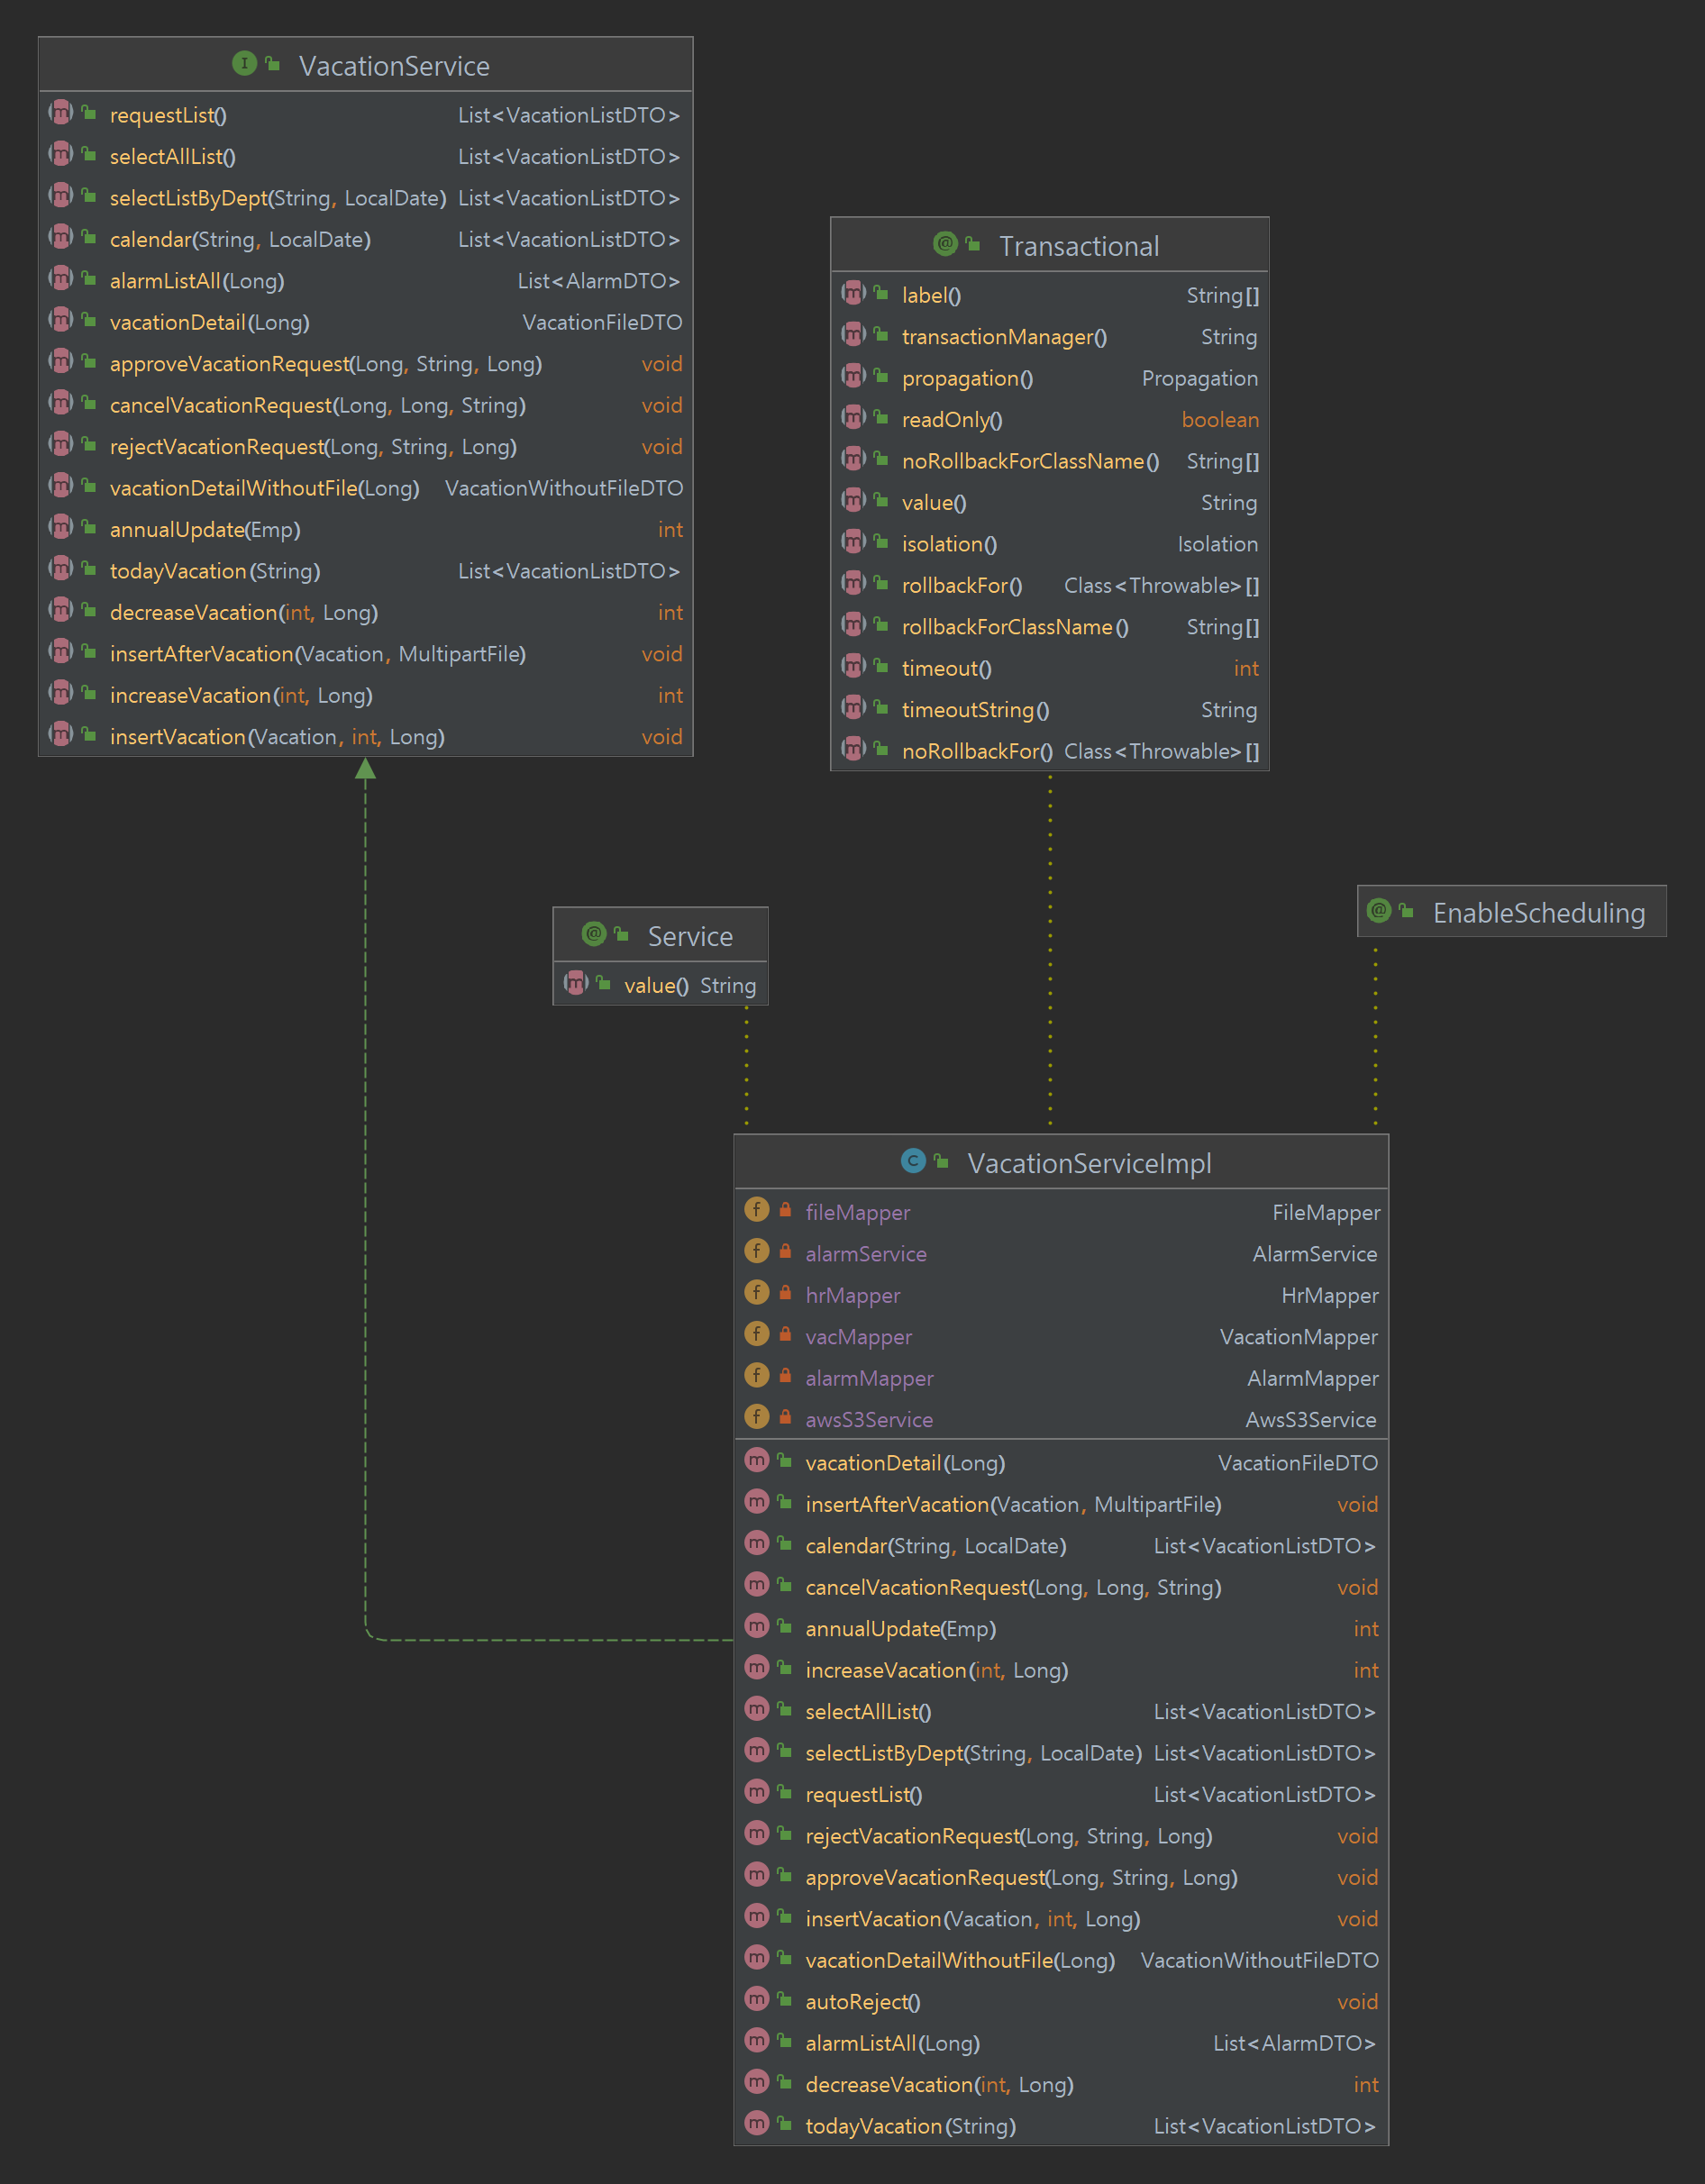 VacationService
requestList() List<VacationListDTO>
selectAllList() List<VacationListDTO>
selectListByDept(String, LocalDate) List<VacationListDTO>
calendar(String, LocalDate) List<VacationListDTO>
alarmListAll(Long) List<AlarmDTO>
vacationDetail(Long) VacationFileDTO
approveVacationRequest(Long, String, Long) void
cancelVacationRequest(Long, Long, String) void
rejectVacationRequest(Long, String, Long) void
vacationDetailWithoutFile(Long) VacationWithoutFileDTO
annualUpdate(Emp) int
todayVacation(String) List<VacationListDTO>
decreaseVacation(int, Long) int
insertAfterVacation(Vacation, MultipartFile) void
increaseVacation(int, Long) int
insertVacation(Vacation, int, Long) void
Transactional
label() String[]
transactionManager() String
propagation() Propagation
readOnly() boolean
noRollbackForClassName() String[]
value() String
isolation() Isolation
rollbackFor() Class<Throwable>[]
rollbackForClassName() String[]
timeout() int
timeoutString() String
noRollbackFor() Class<Throwable>[]
Service
value() String
EnableScheduling
VacationServiceImpl
fileMapper FileMapper
alarmService AlarmService
hrMapper HrMapper
vacMapper VacationMapper
alarmMapper AlarmMapper
awsS3Service AwsS3Service
vacationDetail(Long) VacationFileDTO
insertAfterVacation(Vacation, MultipartFile) void
calendar(String, LocalDate) List<VacationListDTO>
cancelVacationRequest(Long, Long, String) void
annualUpdate(Emp) int
increaseVacation(int, Long) int
selectAllList() List<VacationListDTO>
selectListByDept(String, LocalDate) List<VacationListDTO>
requestList() List<VacationListDTO>
rejectVacationRequest(Long, String, Long) void
approveVacationRequest(Long, String, Long) void
insertVacation(Vacation, int, Long) void
vacationDetailWithoutFile(Long) VacationWithoutFileDTO
autoReject() void
alarmListAll(Long) List<AlarmDTO>
decreaseVacation(int, Long) int
todayVacation(String) List<VacationListDTO>